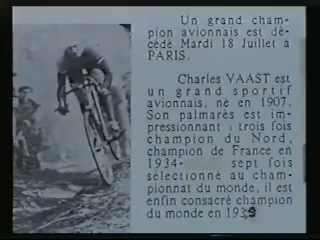 Un grand cham-
pion avionnais est dé-
cédé Mardi 18 Juillet à
PARIS.
Charles VAAST est
un grand sportif
avionnais, né en 1907.
Son palmarès est im-
pressionnant : trois fois
champion du Nord,
champion de France en
1934- sept fois
sélectionné au cham-
pionnat du monde, il est
enfin consacré champion
du monde en 1939